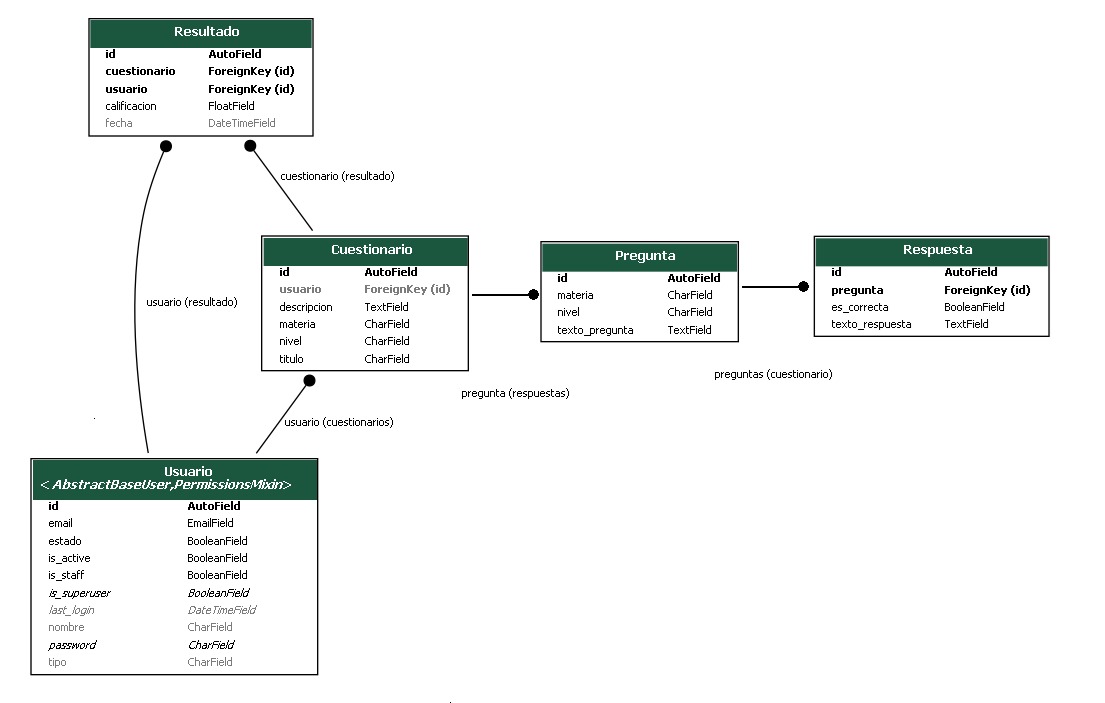 Resultado
id AutoField
cuestionario ForeignKey (id)
usuario ForeignKey (id)
calificacion FloatField
fecha DateTimeField
cuestionario (resultado)
usuario (resultado)
Cuestionario
id AutoField
usuario ForeignKey (id)
descripcion TextField
materia CharField
nivel CharField
titulo CharField
Pregunta
id AutoField
materia CharField
nivel CharField
texto_pregunta TextField
Respuesta
id AutoField
pregunta ForeignKey (id)
es_correcta BooleanField
texto_respuesta TextField
preguntas (cuestionario)
pregunta (respuestas)
usuario (cuestionarios)
Usuario
< AbstractBaseUser,PermissionsMixin>
id AutoField
email EmailField
estado BooleanField
is_active BooleanField
is_staff BooleanField
is_superuser BooleanField
last_login DateTimeField
nombre CharField
password CharField
tipo CharField